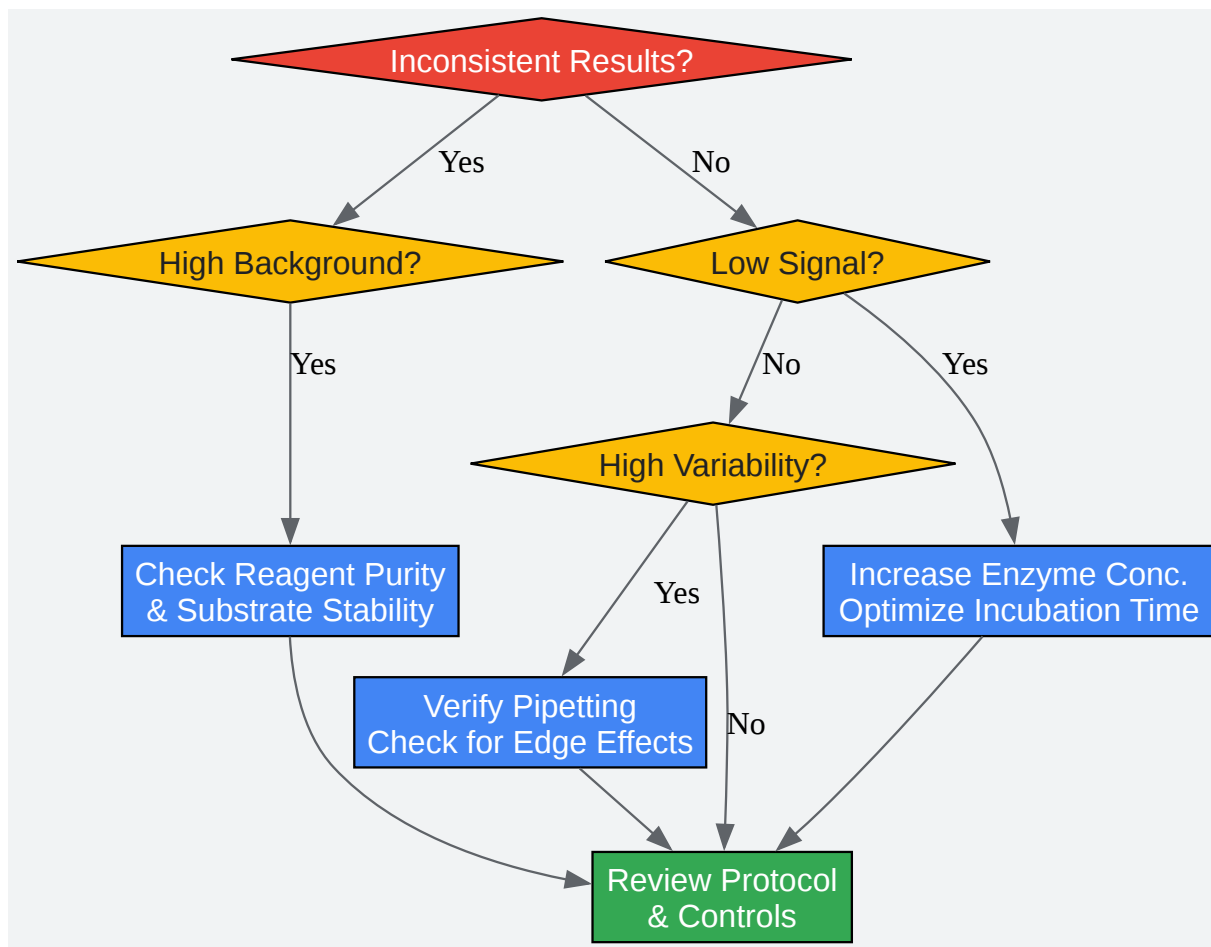 Inconsistent Results?
Yes
No
High Background?
Low Signal?
Yes
No
Yes
High Variability?
Check Reagent Purity
& Substrate Stability
Yes
Increase Enzyme Conc.
Optimize Incubation Time
Verify Pipetting
Check for Edge Effects
No
Review Protocol
& Controls